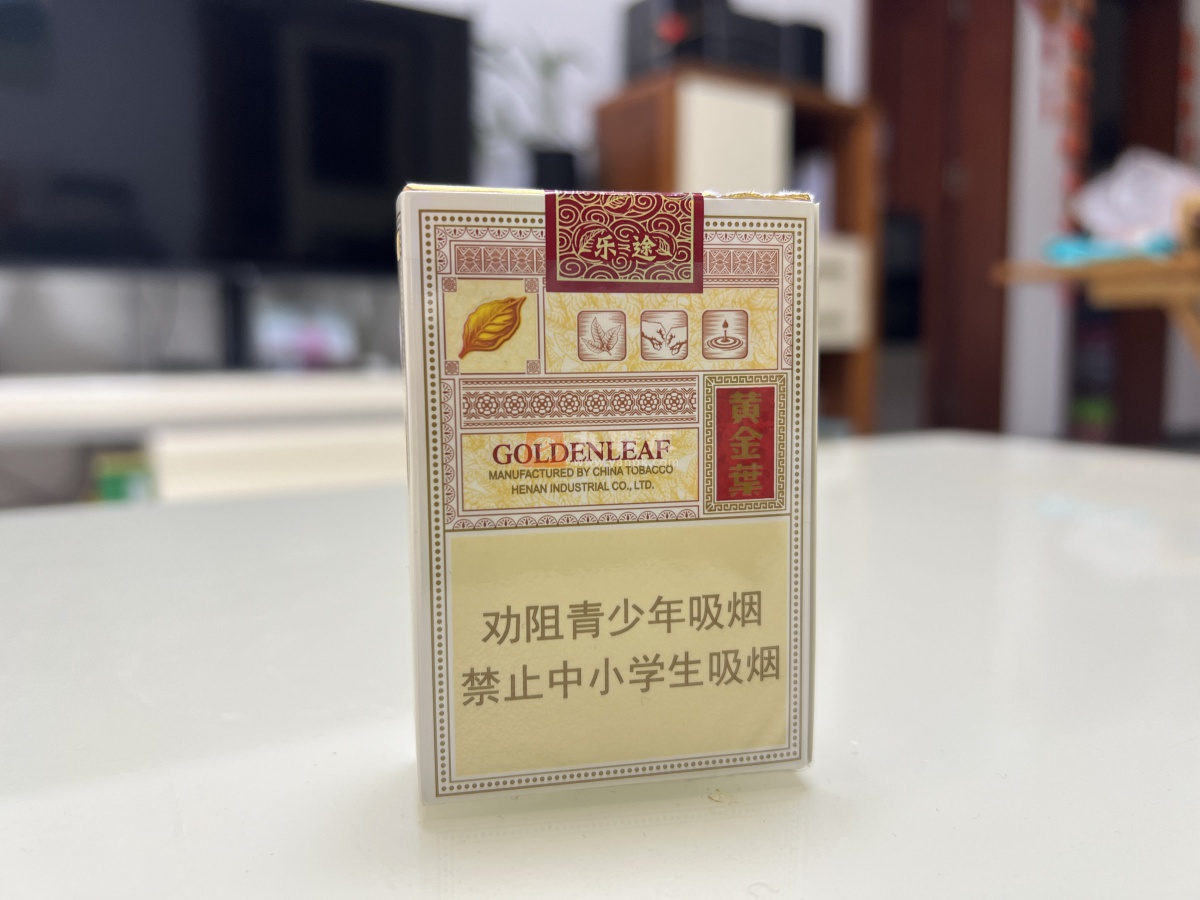 乐途
GOLDENLEAF
MANUFACTURED BY CHINA TOBACCO
HENAN INDUSTRIAL CO., LTD.
黄金葉
劝阻青少年吸烟
禁止中小学生吸烟